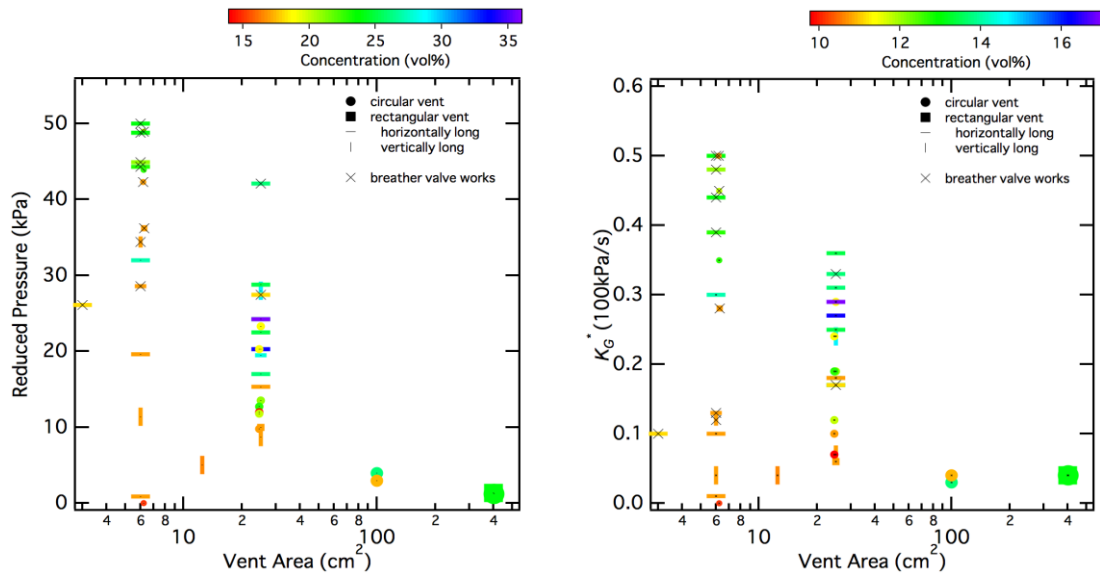 15 20 25 30 35
Concentration (vol%)
circular vent
rectangular vent
horizontally long
vertically long
breather valve works
Reduced Pressure (kPa)
50
40
30
20
10
0
4 6 8 10 2 4 6 8 100 2 4
Vent Area (cm²)
10 12 14 16
Concentration (vol%)
circular vent
rectangular vent
horizontally long
vertically long
breather valve works
K_G* (100kPa/s)
0.6
0.5
0.4
0.3
0.2
0.1
0.0
4 6 8 10 2 4 6 8 100 2 4
Vent Area (cm²)